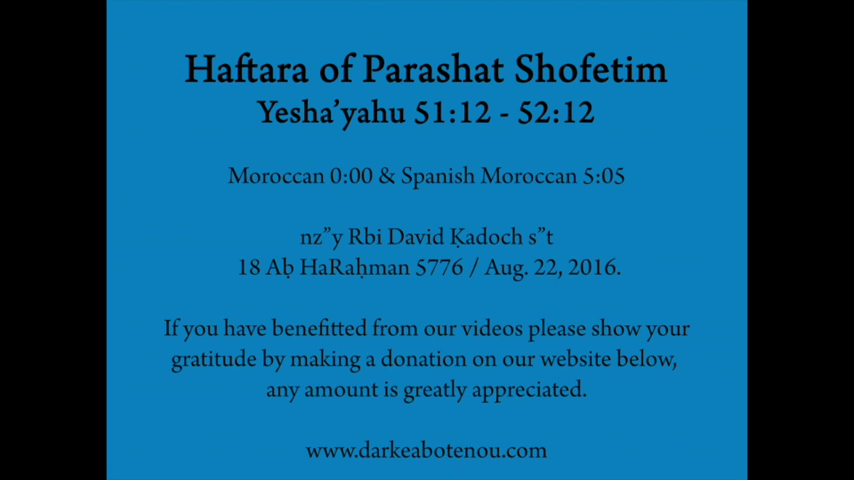 Haftara of Parashat Shofetim
Yesha’yahu 51:12 - 52:12
Moroccan 0:00 & Spanish Moroccan 5:05
nz”y Rbi David Ḳadoch s”t
18 Aḅ HaRaḥman 5776 / Aug. 22, 2016.
If you have benefitted from our videos please show your
gratitude by making a donation on our website below,
any amount is greatly appreciated.
www.darkeabotenou.com